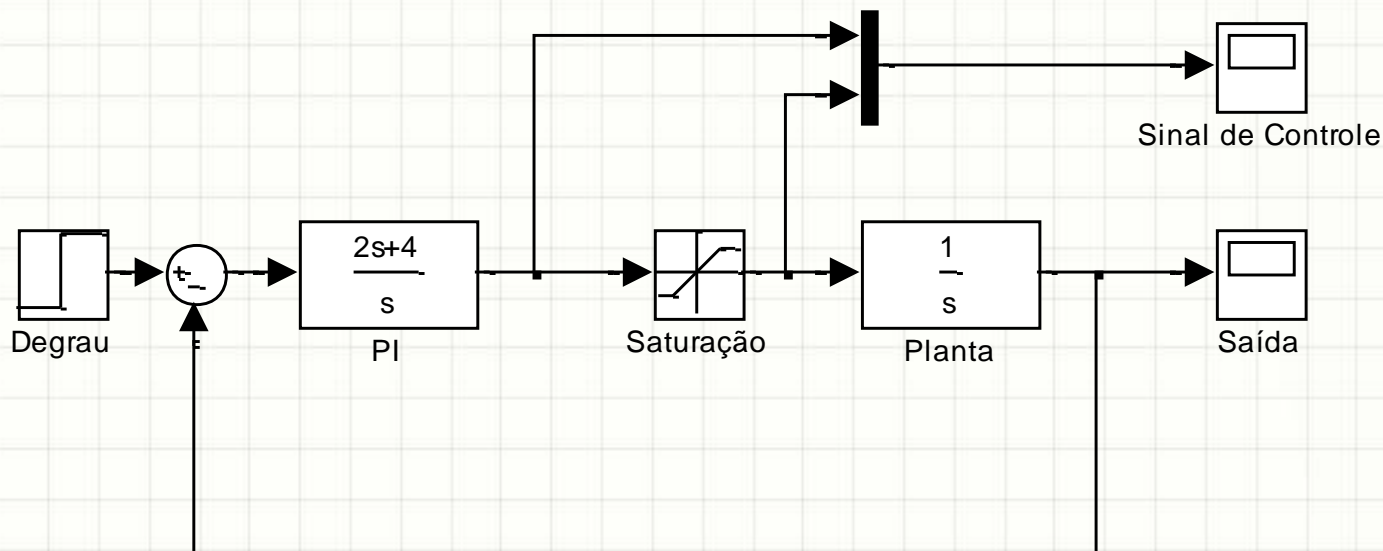 Sinal de Controle
2s+4
s
1
s
+
−
Degrau
PI
Saturação
Planta
Saída